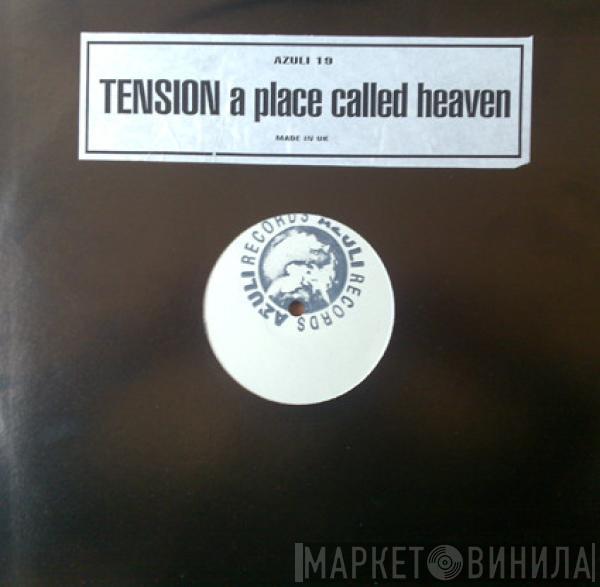 AZULI 19
TENSION a place called heaven
MADE IN UK
AZULI RECORDS AZULI RECORDS
МАРКЕТ ВИНИЛА